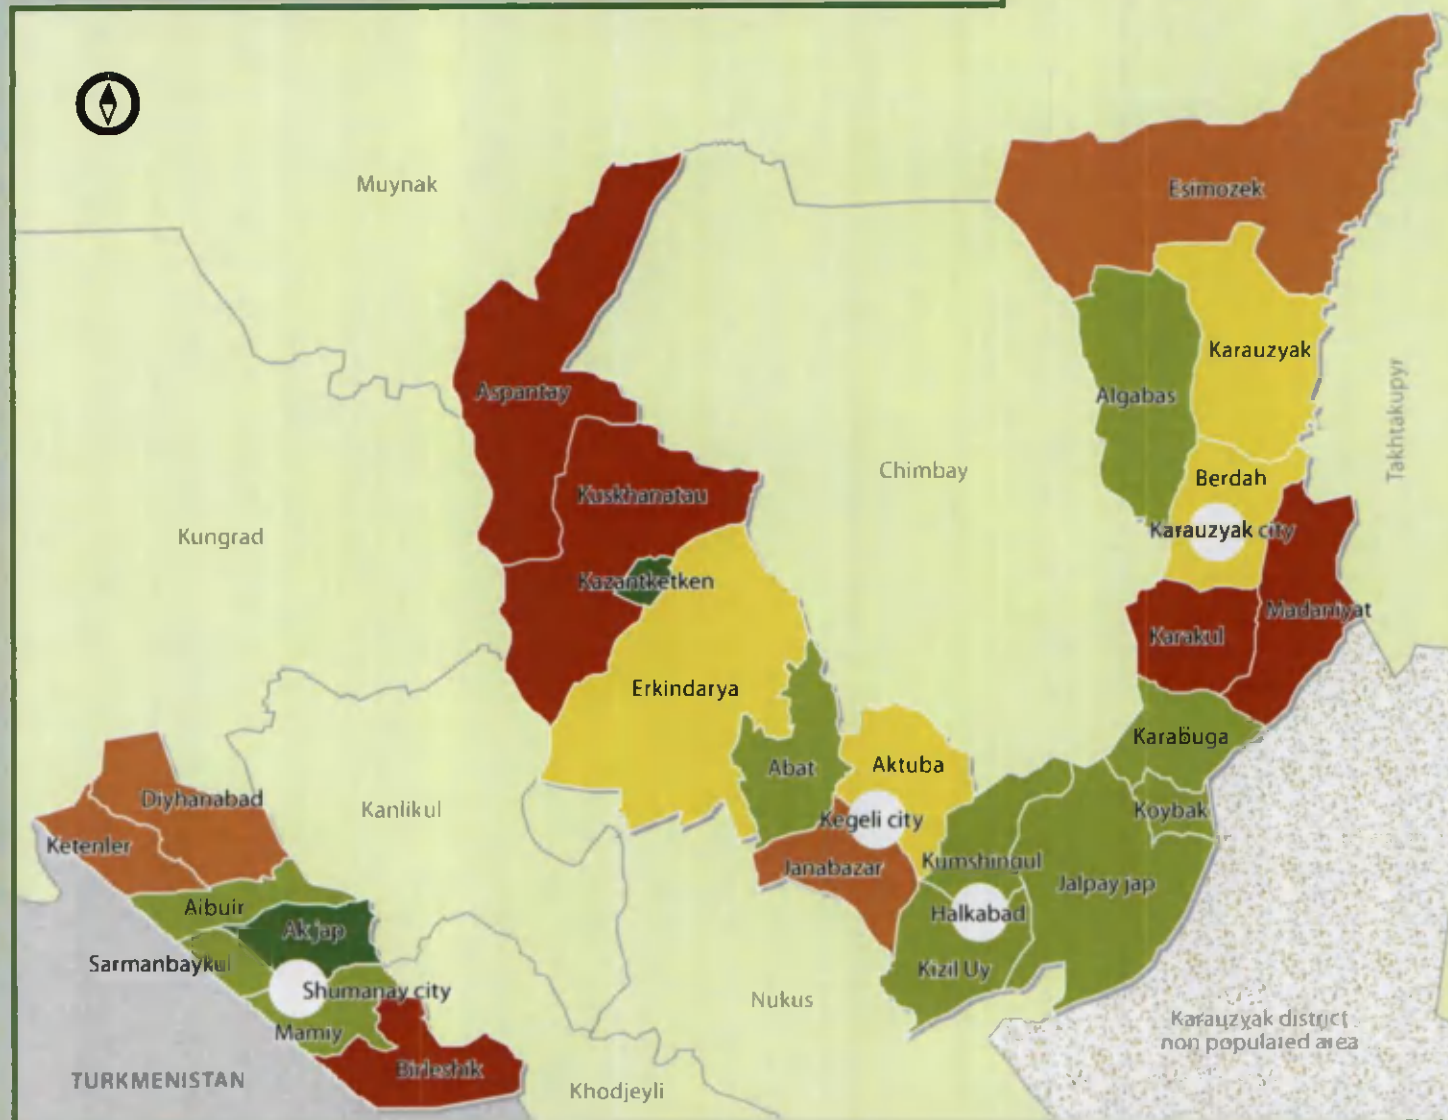 Muynak
Esimozek
Karauzyak
Aspantay
Algabas
Takhtakupyr
Chimbay
Berdah
Kuskhanatau
Karauzyak city
Kungrad
Kazantketken
Madaniyat
Karakul
Erkindarya
Karabuga
Abat
Aktuba
Diyhanabad
Kanlikul
Koybak
Kegeli city
Ketenler
Janabazar
Kumshingul
Jalpay jap
Aibuir
Halkabad
Ak jap
Sarmanbaykul
Kizil Uy
Shumanay city
Nukus
Mamiy
Karauzyak district
non populated area
Birleshik
TURKMENISTAN
Khodjeyli